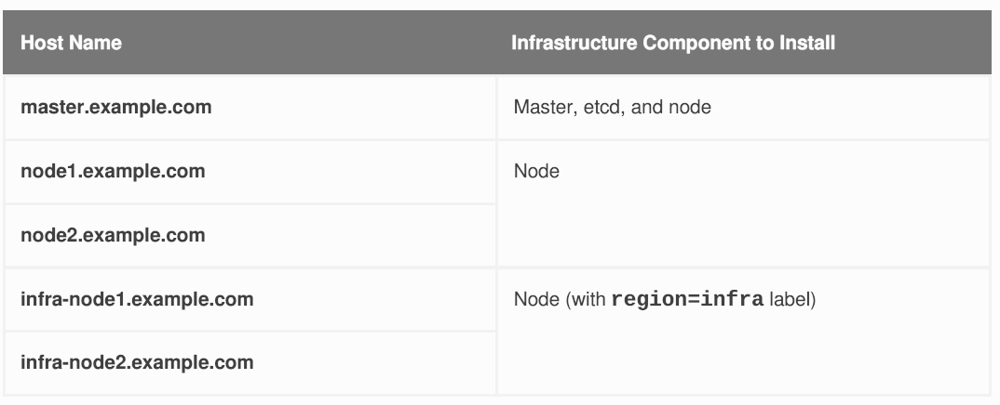 Host Name Infrastructure Component to Install
master.example.com Master, etcd, and node
node1.example.com Node
node2.example.com
infra-node1.example.com Node (with region=infra label)
infra-node2.example.com